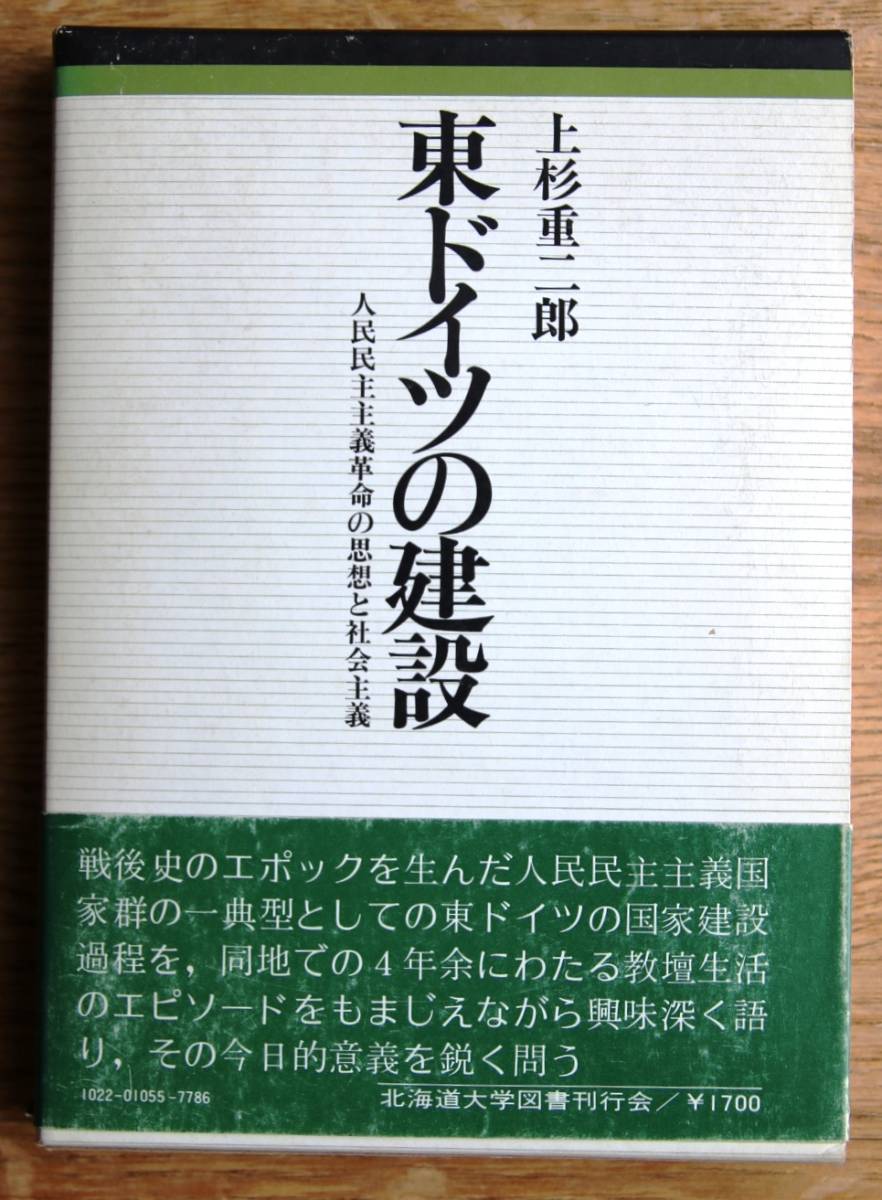 上杉重二郎
東ドイツの建設
人民民主主義革命の思想と社会主義
戦後史のエポックを生んだ人民民主主義国
家群の一典型としての東ドイツの国家建設
過程を，同地での4年余にわたる教壇生活
のエピソードをもまじえながら興味深く語
り，その今日的意義を鋭く問う
1022-01055-7786
北海道大学図書刊行会／¥1700